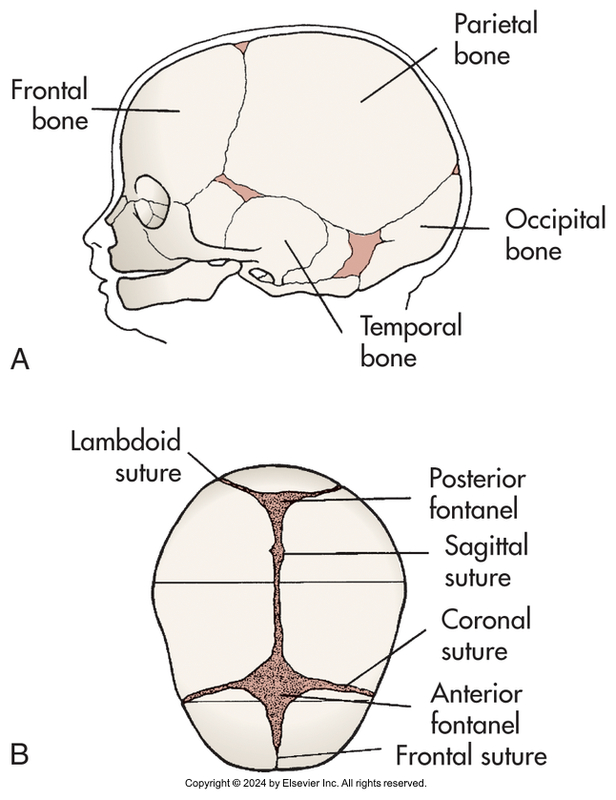 Parietal
bone
Frontal
bone
Occipital
bone
Temporal
bone
A
Lambdoid
suture
Posterior
fontanel
Sagittal
suture
Coronal
suture
Anterior
fontanel
B
Frontal suture
Copyright © 2024 by Elsevier Inc. All rights reserved.